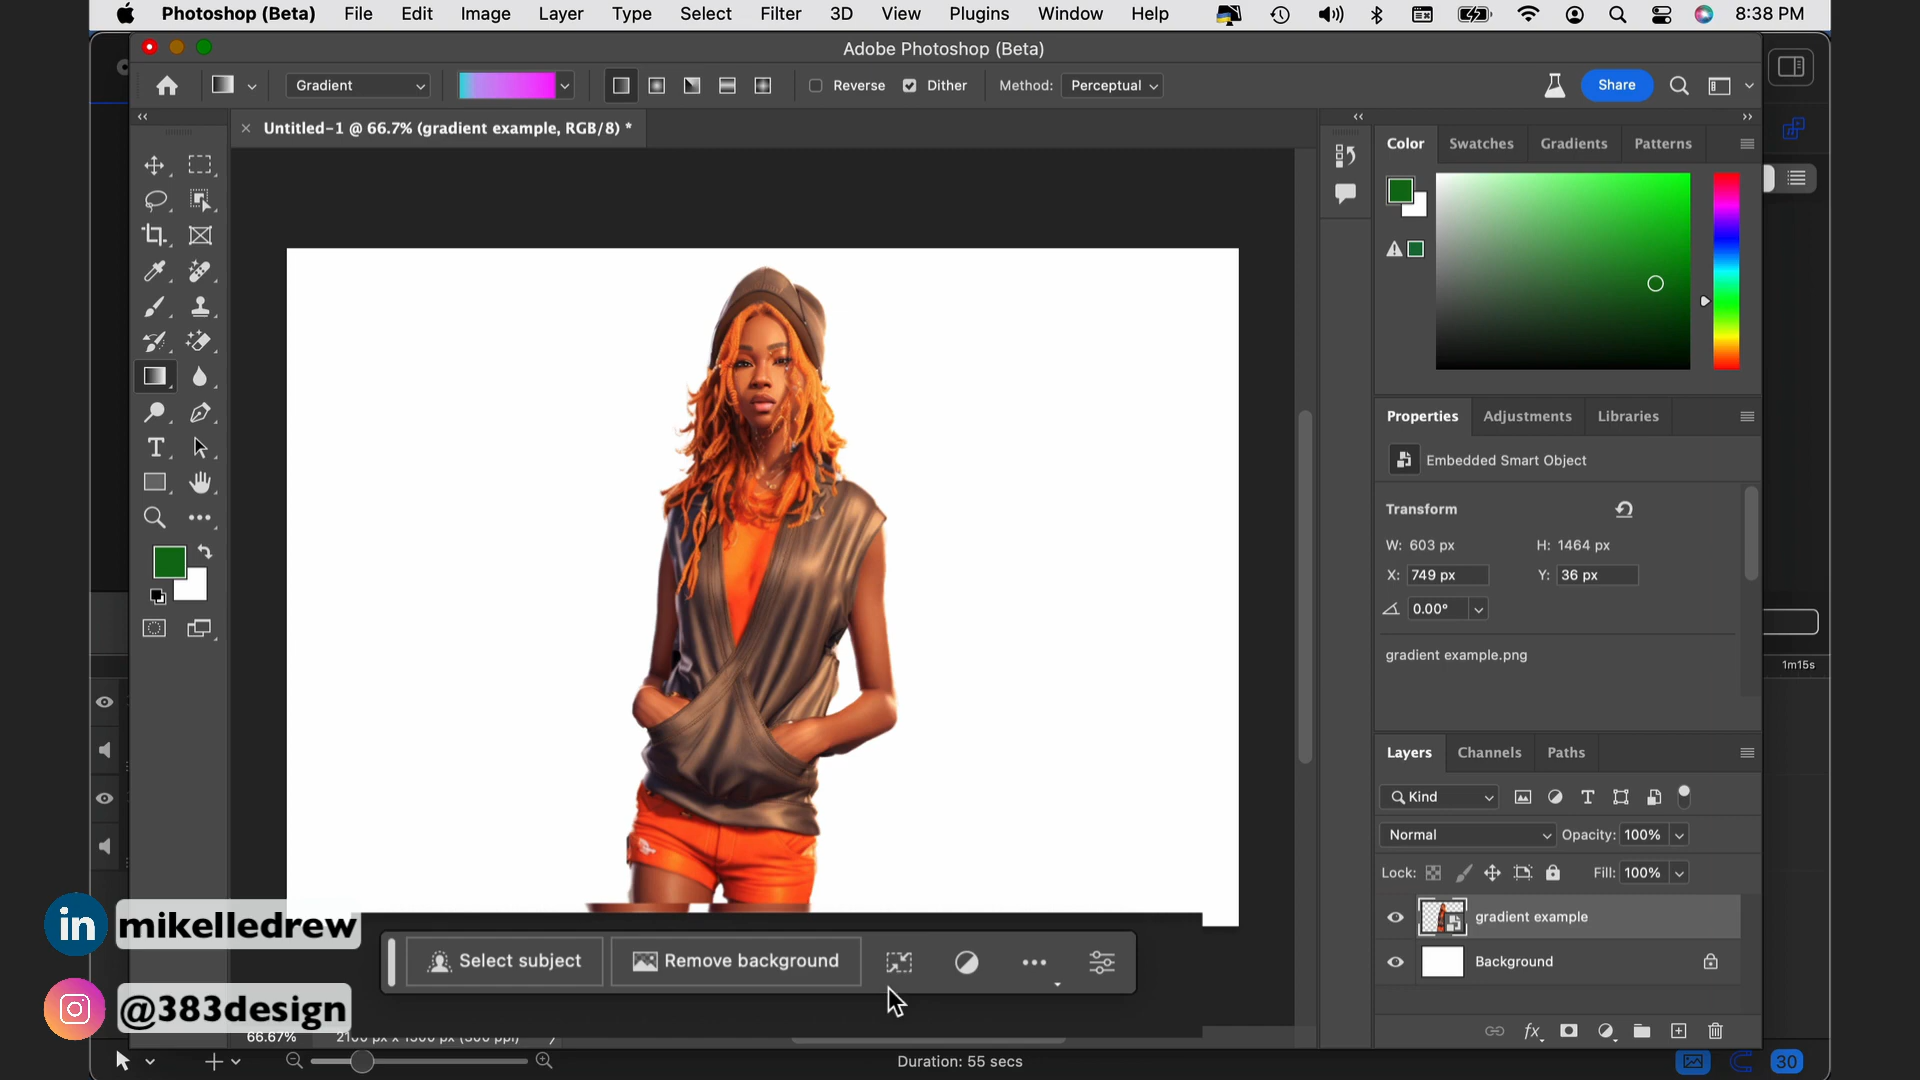 Photoshop (Beta) File Edit Image Layer Type Select Filter 3D View Plugins Window Help 8:38 PM
Adobe Photoshop (Beta)
Gradient Reverse Dither Method: Perceptual Share
Untitled-1 @ 66.7% (gradient example, RGB/8) *
Color Swatches Gradients Patterns
Properties Adjustments Libraries
Embedded Smart Object
Transform
W: 603 px H: 1464 px
X: 749 px Y: 36 px
0.00°
gradient example.png
1m15s
Layers Channels Paths
Kind
Normal Opacity: 100%
Lock: Fill: 100%
gradient example
Background
T
in mikelledrew
Select subject Remove background
@383design
66.67% 2100 px x 1500 px (300 ppi)
fx
Duration: 55 secs
30